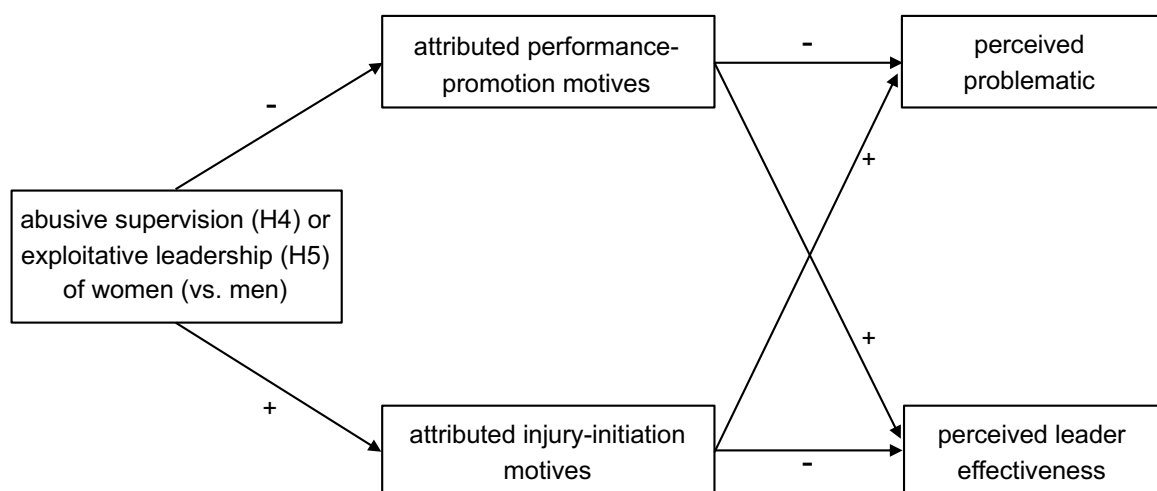 attributed performance-
promotion motives
-
perceived
problematic
-
+
abusive supervision (H4) or
exploitative leadership (H5)
of women (vs. men)
+
+
attributed injury-initiation
motives
-
perceived leader
effectiveness